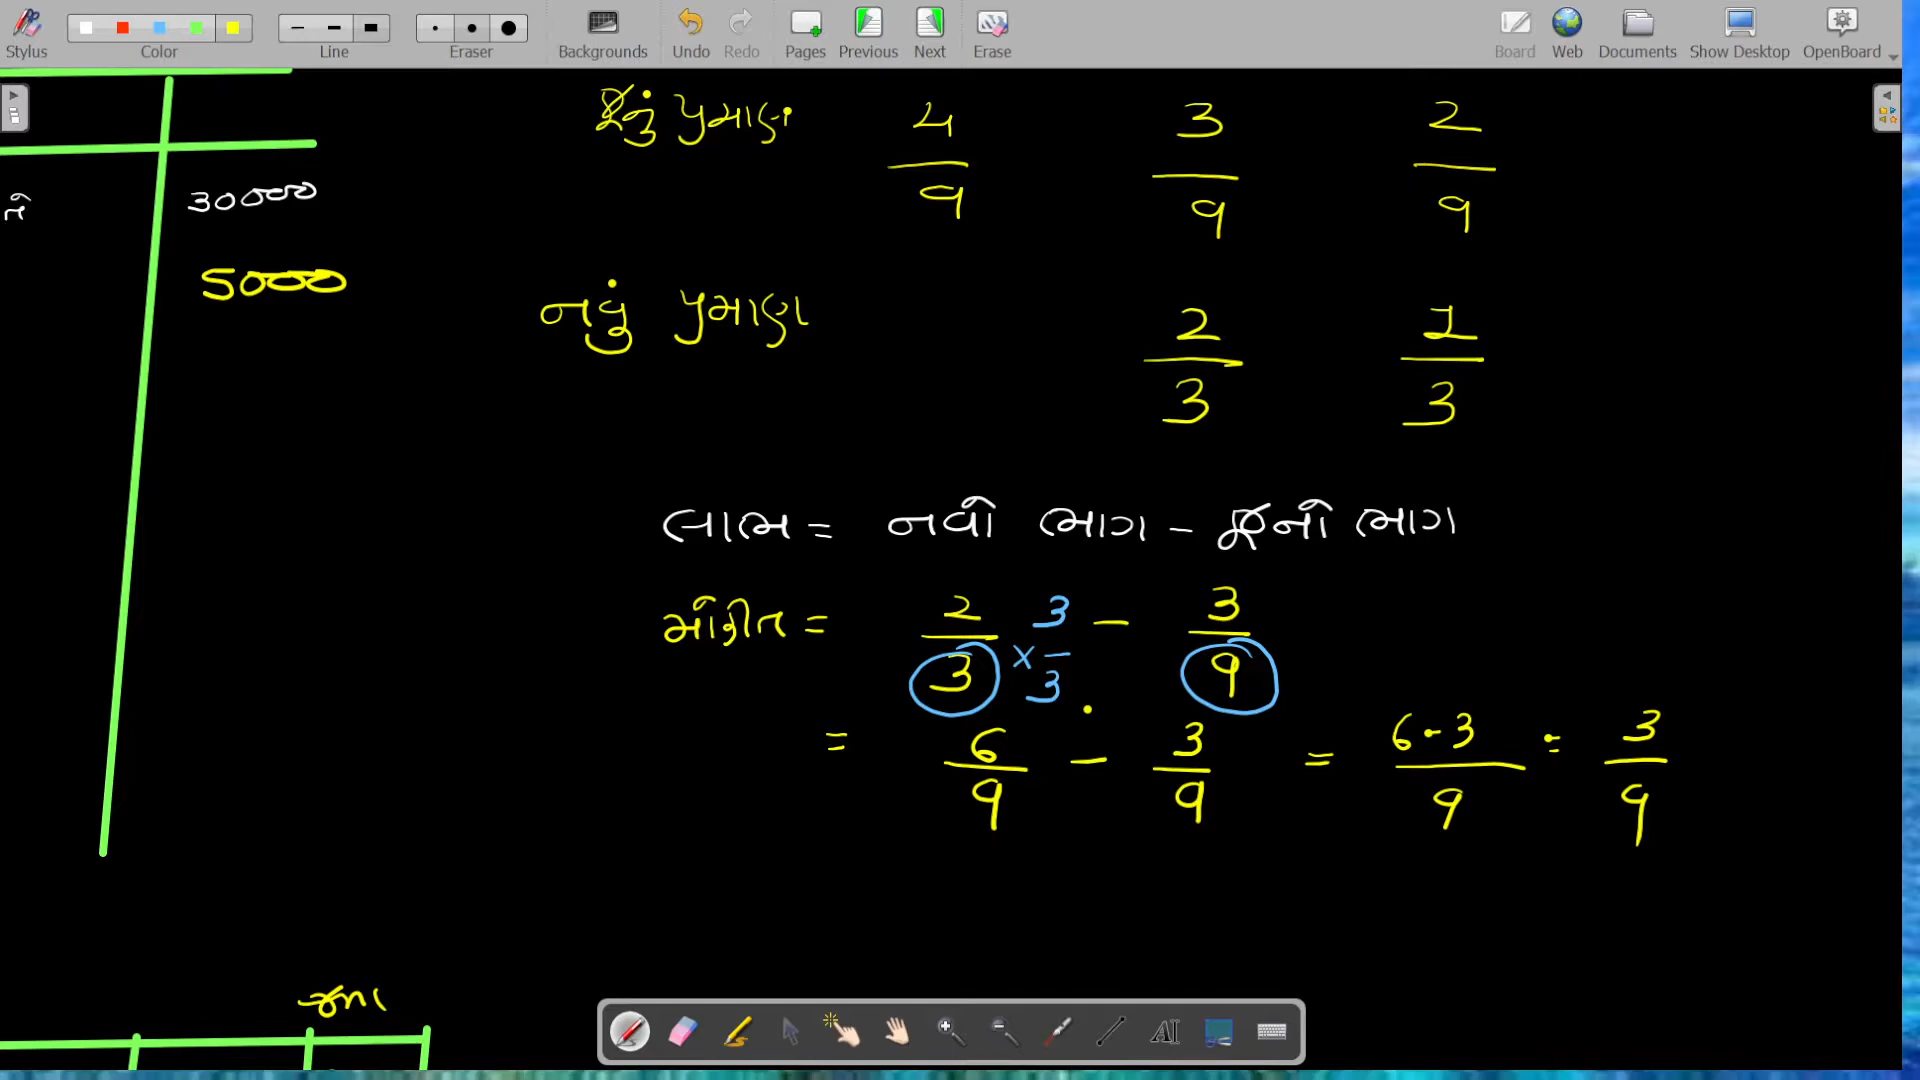 Stylus Color Line Eraser Backgrounds Undo Redo Pages Previous Next Erase Board Web Documents Show Desktop OpenBoard
જૂનું પ્રમાણ 4/9 3/9 2/9
30000
5000
નવું પ્રમાણ 2/3 1/3
લાભ = નવો ભાગ - જૂનો ભાગ
મોહીત = 2/3 × 3/3 - 3/9
= 6/9 - 3/9 = 6-3/9 = 3/9
જમા